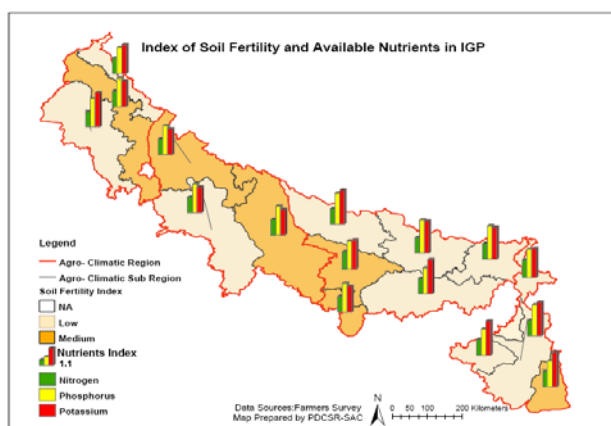 Index of Soil Fertility and Available Nutrients in IGP
Legend
Agro- Climatic Region
Agro- Climatic Sub Region
Soil Fertility Index
NA
Low
Medium
Nutrients Index
1.1
Nitrogen
Phosphorus
Potassium
Data Sources:Farmers Survey
Map Prepared by PDCSR-SAC
N
0 50 100 200 Kilometers